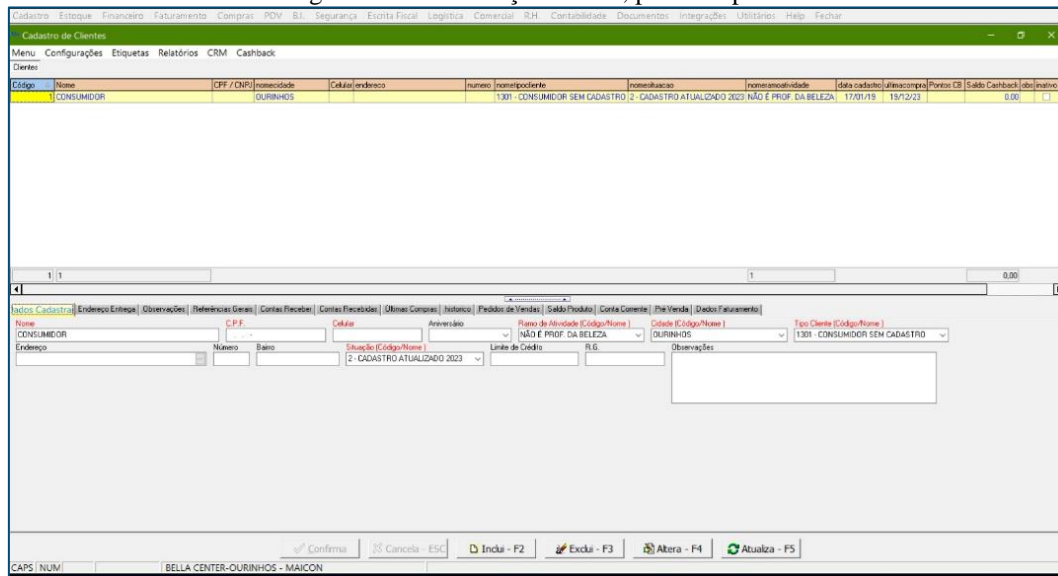 Cadastro Estoque Financeiro Faturamento Compras PDV B.I. Segurança Escrita Fiscal Logística Comercial R.H. Contabilidade Documentos Integrações Utilitários Help Fechar
Cadastro de Clientes
Menu Configurações Etiquetas Relatórios CRM Cashback
Clientes
Código Nome CPF / CNPJ nomecidade Celular endereco numero nometipocliente nomesituacao nomeramoatividade data cadastro ultimacompra Pontos CB Saldo Cashback obs inativo
1 CONSUMIDOR OURINHOS 1301 - CONSUMIDOR SEM CADASTRO 2 - CADASTRO ATUALIZADO 2023 NÃO É PROF. DA BELEZA 17/01/19 19/12/23 0,00
1 1 1 0,00
Dados Cadastrai Endereço Entrega Observações Referências Gerais Contas Receber Contas Recebidas Últimas Compras historico Pedidos de Vendas Saldo Produto Conta Corrente Pré Venda Dados Faturamento
Nome C.P.F. Celular Aniversário Ramo de Atividade (Código/Nome ) Cidade (Código/Nome ) Tipo Cliente (Código/Nome )
CONSUMIDOR . . - NÃO É PROF. DA BELEZA OURINHOS 1301 - CONSUMIDOR SEM CADASTRO
Endereço Número Bairro Situação (Código/Nome ) Limite de Crédito R.G. Observações
2 - CADASTRO ATUALIZADO 2023
Confirma Cancela - ESC Inclui - F2 Exclui - F3 Altera - F4 Atualiza - F5
CAPS NUM BELLA CENTER-OURINHOS - MAICON